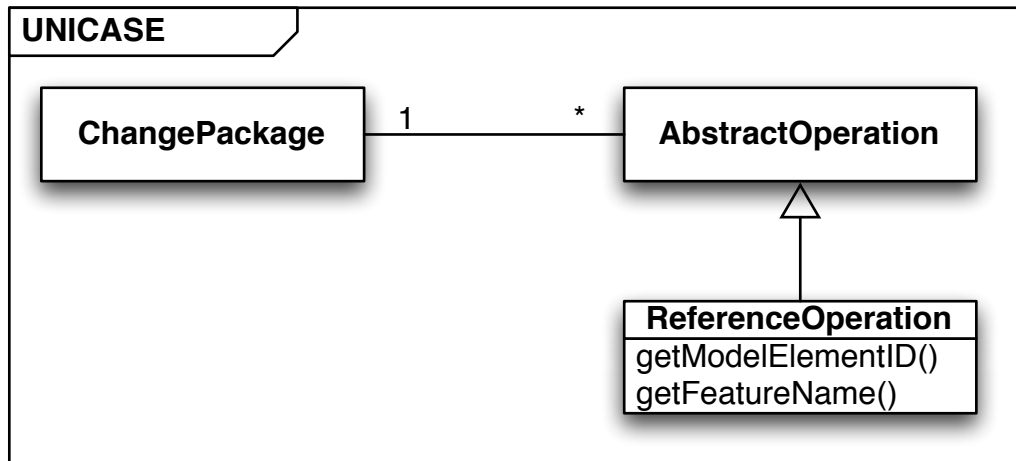 UNICASE
ChangePackage
1
*
AbstractOperation
ReferenceOperation
getModelElementID()
getFeatureName()